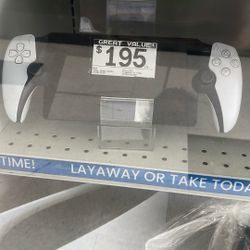 GREAT VALUE!
$195
TIME!
LAYAWAY OR TAKE TODA